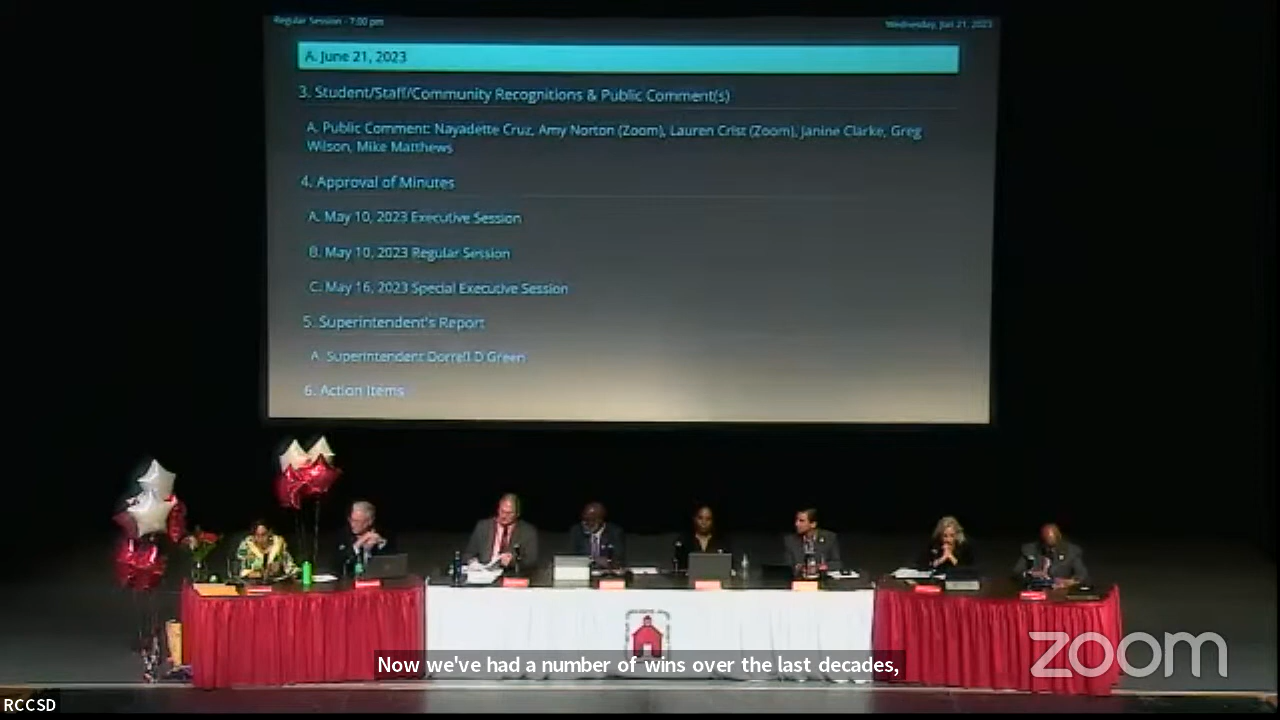 Regular Session - 7:00 pm
Wednesday, Jun 21, 2023
A. June 21, 2023
3. Student/Staff/Community Recognitions & Public Comment(s)
A. Public Comment: Nayadette Cruz, Amy Norton (Zoom), Lauren Crist (Zoom), Janine Clarke, Greg
Wilson, Mike Matthews
4. Approval of Minutes
A. May 10, 2023 Executive Session
B. May 10, 2023 Regular Session
C. May 16, 2023 Special Executive Session
5. Superintendent's Report
A. Superintendent Dorrell D Green
6. Action Items
Now we've had a number of wins over the last decades,
zoom
RCCSD